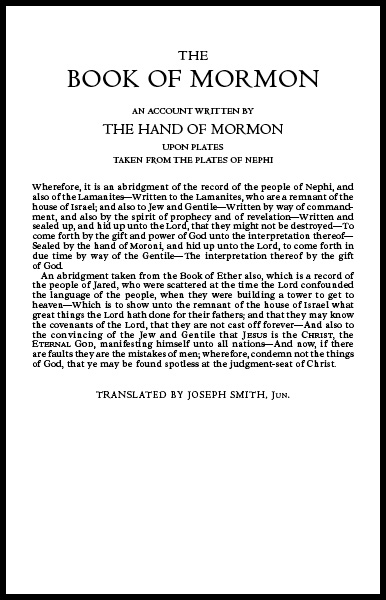 THE
BOOK OF MORMON
AN ACCOUNT WRITTEN BY
THE HAND OF MORMON
UPON PLATES
TAKEN FROM THE PLATES OF NEPHI
Wherefore, it is an abridgment of the record of the people of Nephi, and
also of the Lamanites—Written to the Lamanites, who are a remnant of the
house of Israel; and also to Jew and Gentile—Written by way of command-
ment, and also by the spirit of prophecy and of revelation—Written and
sealed up, and hid up unto the Lord, that they might not be destroyed—To
come forth by the gift and power of God unto the interpretation thereof—
Sealed by the hand of Moroni, and hid up unto the Lord, to come forth in
due time by way of the Gentile—The interpretation thereof by the gift
of God.
An abridgment taken from the Book of Ether also, which is a record of
the people of Jared, who were scattered at the time the Lord confounded
the language of the people, when they were building a tower to get to
heaven—Which is to show unto the remnant of the house of Israel what
great things the Lord hath done for their fathers; and that they may know
the covenants of the Lord, that they are not cast off forever—And also to
the convincing of the Jew and Gentile that JESUS is the CHRIST, the
ETERNAL GOD, manifesting himself unto all nations—And now, if there
are faults they are the mistakes of men; wherefore, condemn not the things
of God, that ye may be found spotless at the judgment-seat of Christ.
TRANSLATED BY JOSEPH SMITH, JUN.